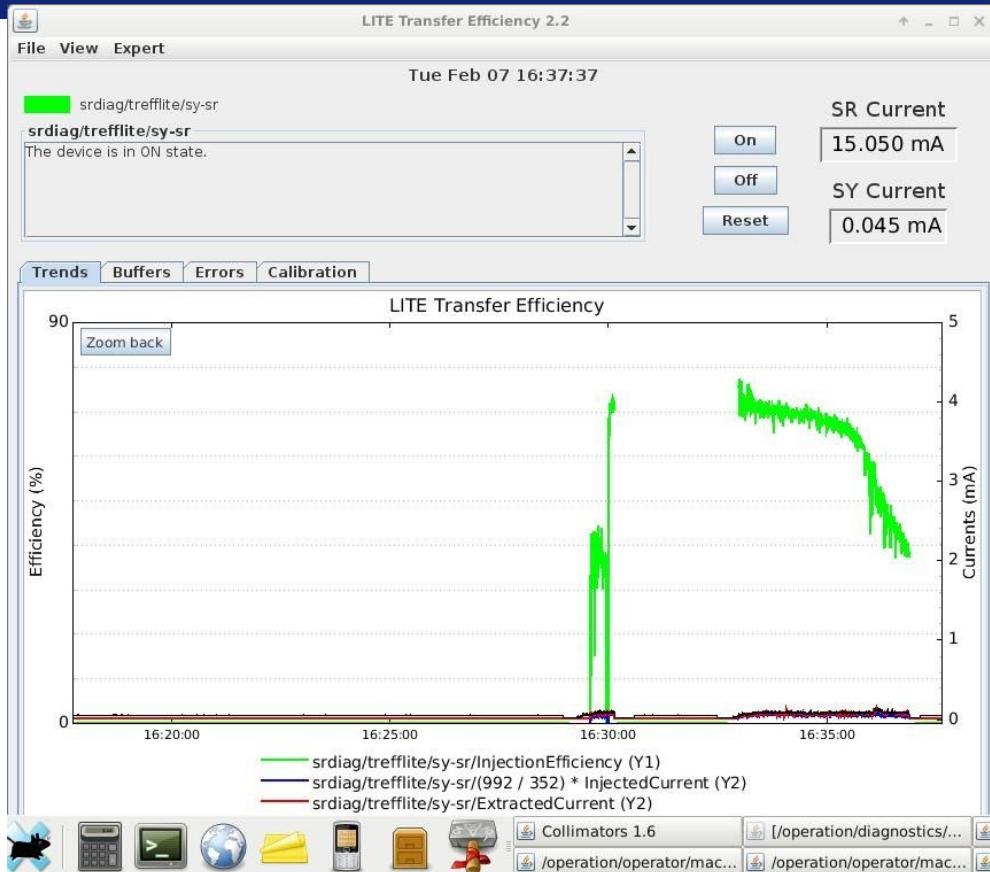 LITE Transfer Efficiency 2.2
File View Expert
Tue Feb 07 16:37:37
srdiag/trefflite/sy-sr
srdiag/trefflite/sy-sr
The device is in ON state.
On
Off
Reset
SR Current
15.050 mA
SY Current
0.045 mA
Trends Buffers Errors Calibration
LITE Transfer Efficiency
Zoom back
90
0
Efficiency (%)
5
4
3
2
1
0
Currents (mA)
16:20:00 16:25:00 16:30:00 16:35:00
srdiag/trefflite/sy-sr/InjectionEfficiency (Y1)
srdiag/trefflite/sy-sr/(992 / 352) * InjectedCurrent (Y2)
srdiag/trefflite/sy-sr/ExtractedCurrent (Y2)
Collimators 1.6
[/operation/diagnostics/...
/operation/operator/mac...
/operation/operator/mac...